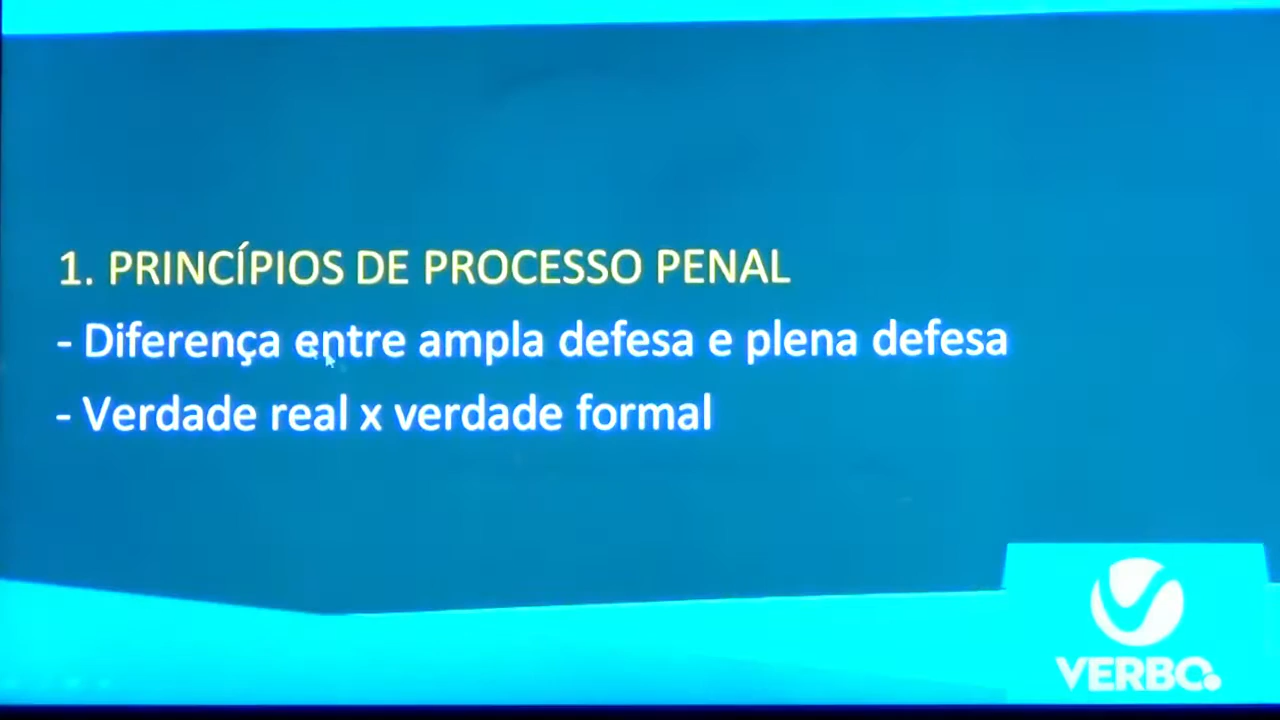 1. PRINCÍPIOS DE PROCESSO PENAL
- Diferença entre ampla defesa e plena defesa
- Verdade real x verdade formal
VERBO.